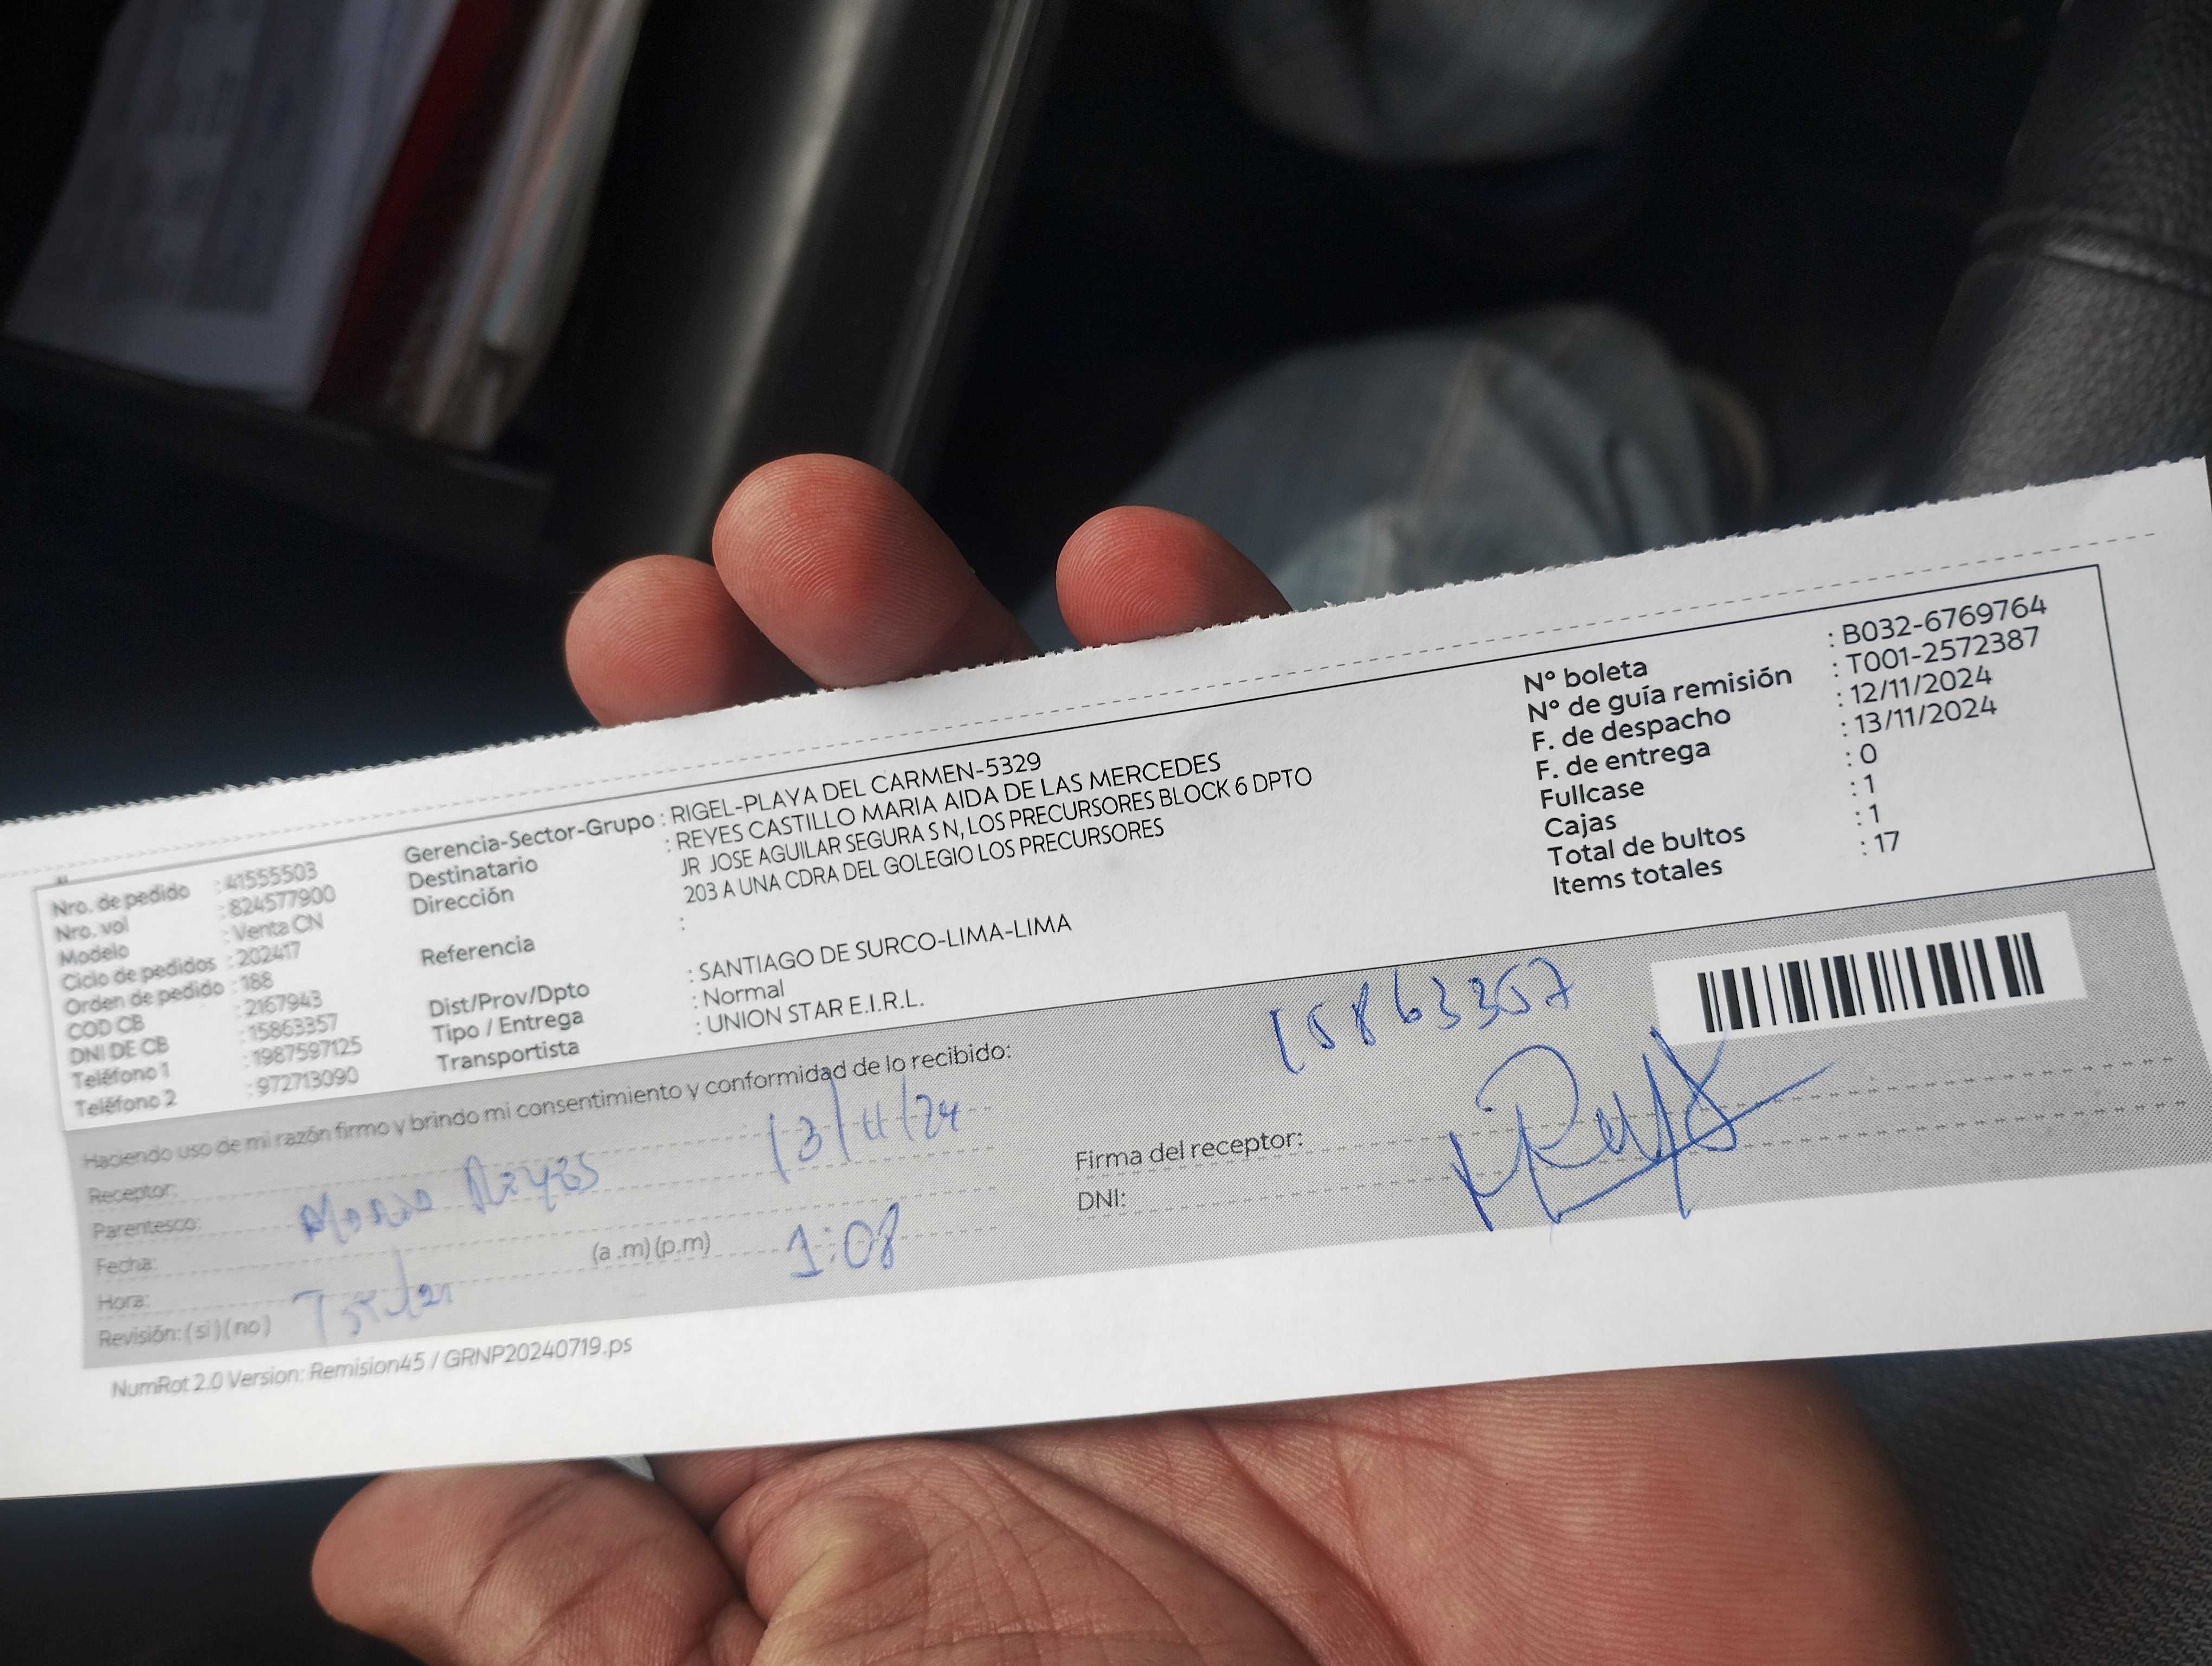 Nro. de pedido : 41555503
Nro. vol : 824577900
Modelo : Venta CN
Ciclo de pedidos : 202417
Orden de pedido : 188
COD CB : 2167943
DNI DE CB : 15863357
Teléfono 1 : 1987597125
Teléfono 2 : 972713090
Gerencia-Sector-Grupo : RIGEL-PLAYA DEL CARMEN-5329
Destinatario : REYES CASTILLO MARIA AIDA DE LAS MERCEDES
Dirección JR JOSE AGUILAR SEGURA S N, LOS PRECURSORES BLOCK 6 DPTO
203 A UNA CDRA DEL GOLEGIO LOS PRECURSORES
Referencia :
Dist/Prov/Dpto : SANTIAGO DE SURCO-LIMA-LIMA
Tipo / Entrega : Normal
Transportista : UNION STAR E.I.R.L.
Nº boleta : B032-6769764
Nº de guía remisión : T001-2572387
F. de despacho : 12/11/2024
F. de entrega : 13/11/2024
Fullcase : 0
Cajas : 1
Total de bultos : 1
Items totales : 17
Haciendo uso de mi razón firmo y brindo mi consentimiento y conformidad de lo recibido:
Receptor:
Parentesco: Reyes
Fecha: 13/11/24
Hora: (a .m) (p.m) 1:08
Revisión: (si) (no)
15863357
Firma del receptor:
DNI:
NumRot 2.0 Version: Remision45 / GRNP20240719.ps